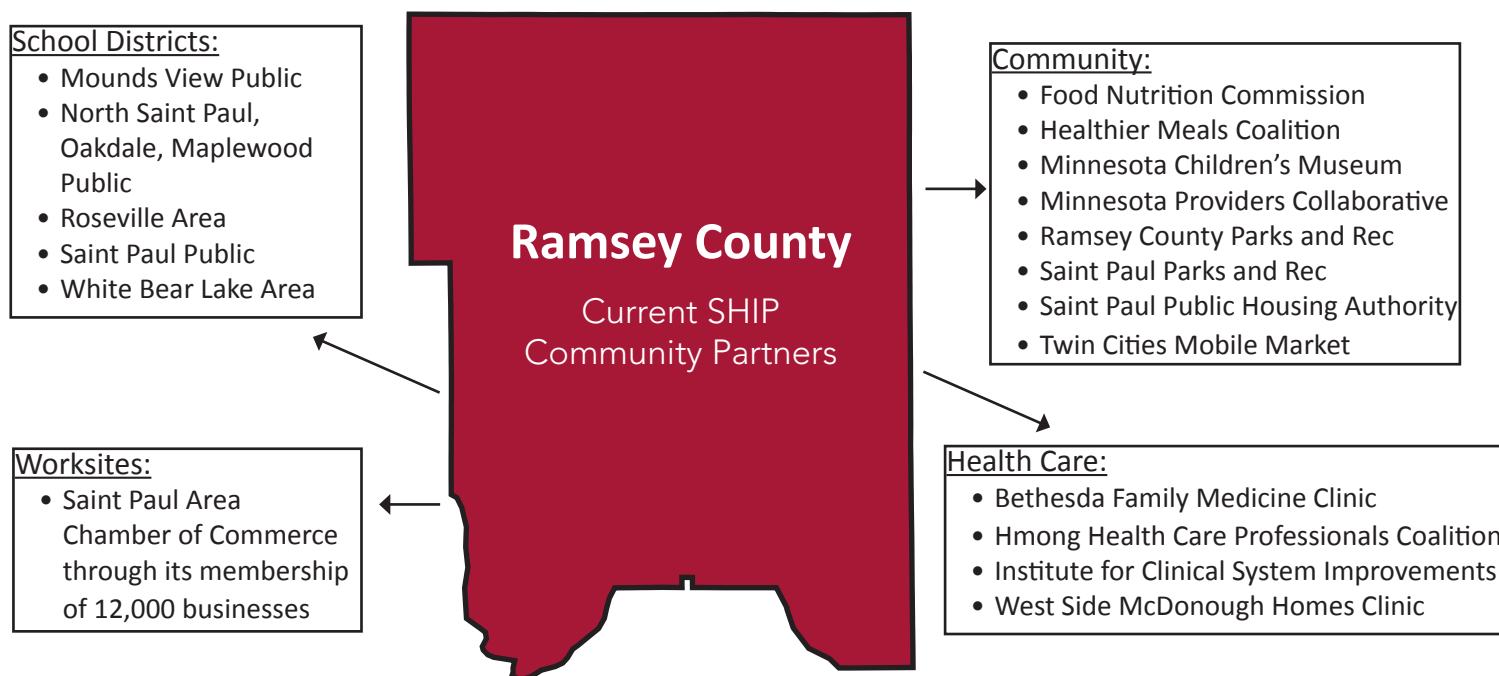 School Districts:
• Mounds View Public
• North Saint Paul,
Oakdale, Maplewood
Public
• Roseville Area
• Saint Paul Public
• White Bear Lake Area
Worksites:
• Saint Paul Area
Chamber of Commerce
through its membership
of 12,000 businesses
Ramsey County
Current SHIP
Community Partners
Community:
• Food Nutrition Commission
• Healthier Meals Coalition
• Minnesota Children's Museum
• Minnesota Providers Collaborative
• Ramsey County Parks and Rec
• Saint Paul Parks and Rec
• Saint Paul Public Housing Authority
• Twin Cities Mobile Market
Health Care:
• Bethesda Family Medicine Clinic
• Hmong Health Care Professionals Coalition
• Institute for Clinical System Improvements
• West Side McDonough Homes Clinic